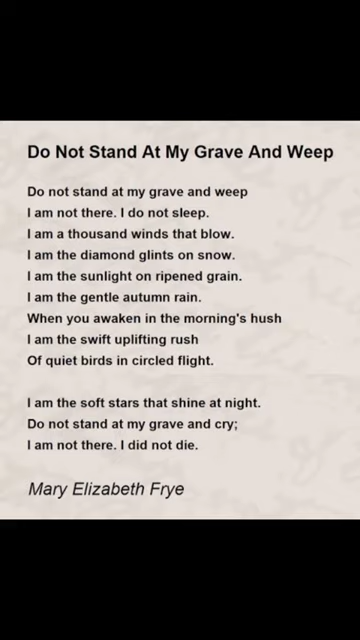 Do Not Stand At My Grave And Weep
Do not stand at my grave and weep
I am not there. I do not sleep.
I am a thousand winds that blow.
I am the diamond glints on snow.
I am the sunlight on ripened grain.
I am the gentle autumn rain.
When you awaken in the morning's hush
I am the swift uplifting rush
Of quiet birds in circled flight.
I am the soft stars that shine at night.
Do not stand at my grave and cry;
I am not there. I did not die.
Mary Elizabeth Frye